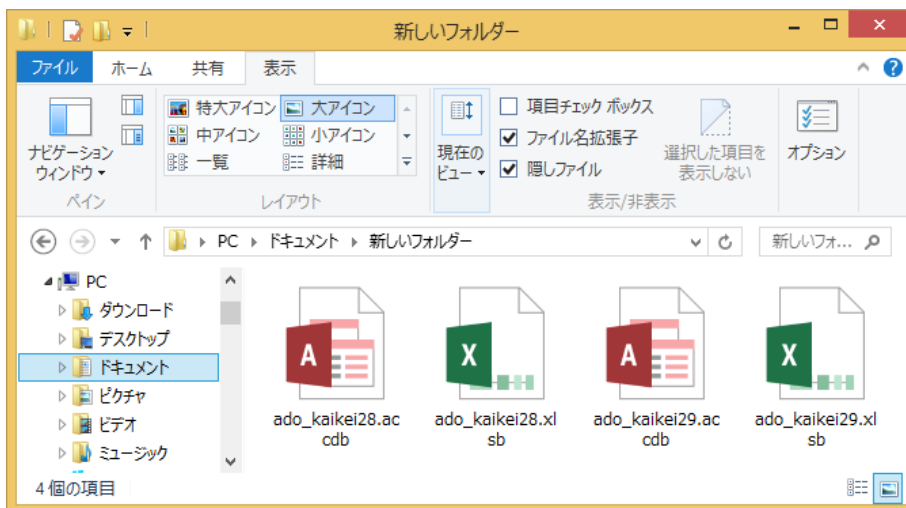 新しいフォルダー
ファイル ホーム 共有 表示
ナビゲーション
ウィンドウ
ペイン
特大アイコン 大アイコン
中アイコン 小アイコン
一覧 詳細
レイアウト
現在の
ビュー
項目チェック ボックス
ファイル名拡張子
隠しファイル
選択した項目を
表示しない
表示/非表示
オプション
PC ドキュメント 新しいフォルダー
新しいフォ...
PC
ダウンロード
デスクトップ
ドキュメント
ピクチャ
ビデオ
ミュージック
ado_kaikei28.ac
cdb
ado_kaikei28.xl
sb
ado_kaikei29.ac
cdb
ado_kaikei29.xl
sb
4 個の項目